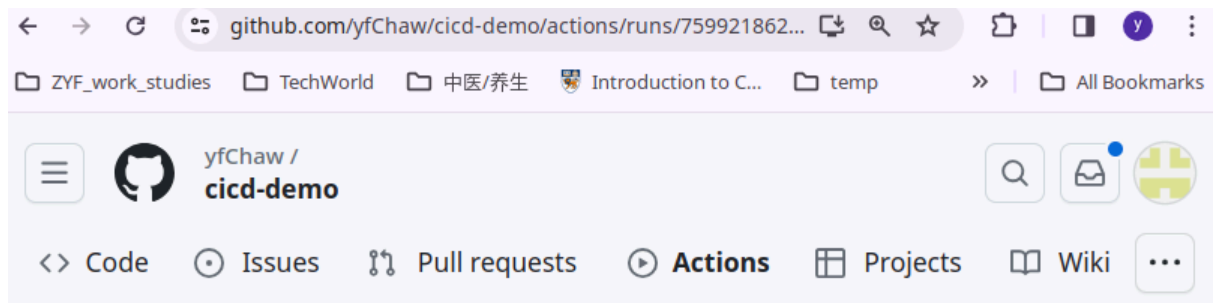 github.com/yfChaw/cicd-demo/actions/runs/759921862... y
ZYF_work_studies TechWorld 中医/养生 Introduction to C... temp » All Bookmarks
yfChaw /
cicd-demo
<> Code Issues Pull requests Actions Projects Wiki ...